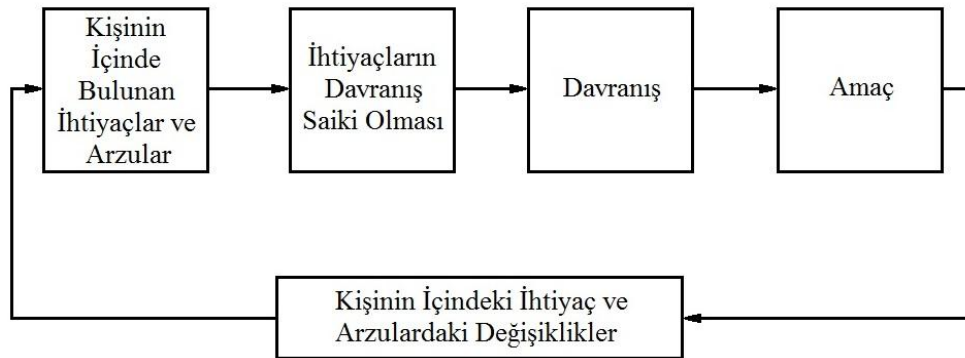 Kişinin
İçinde
Bulunan
İhtiyaçlar ve
Arzular
İhtiyaçların
Davranış
Saiki Olması
Davranış
Amaç
Kişinin İçindeki İhtiyaç ve
Arzulardaki Değişiklikler